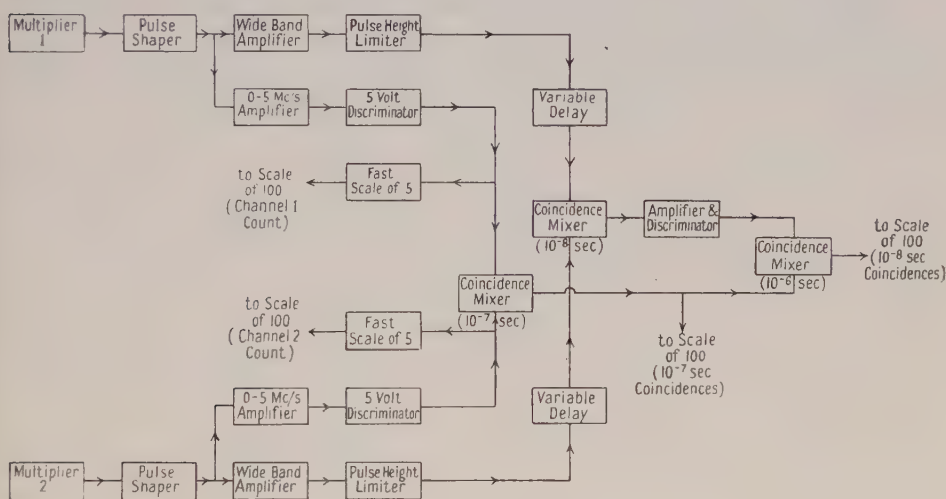 Multiplier
1
Pulse
Shaper
Wide Band
Amplifier
Pulse Height
Limiter
0-5 Mc's
Amplifier
5 Volt
Discriminator
Variable
Delay
to Scale
of 100
(Channel 1
Count)
Fast
Scale of 5
Coincidence
Mixer
(10⁻⁸ sec)
Amplifier &
Discriminator
Coincidence
Mixer
(10⁻⁶ sec)
to Scale
of 100
(10⁻⁸ sec
Coincidences)
Coincidence
Mixer
(10⁻⁷ sec)
to Scale
of 100
(Channel 2
Count)
Fast
Scale of 5
to Scale
of 100
(10⁻⁷ sec
Coincidences)
0-5 Mc/s
Amplifier
5 Volt
Discriminator
Variable
Delay
Multiplier
2
Pulse
Shaper
Wide Band
Amplifier
Pulse Height
Limiter